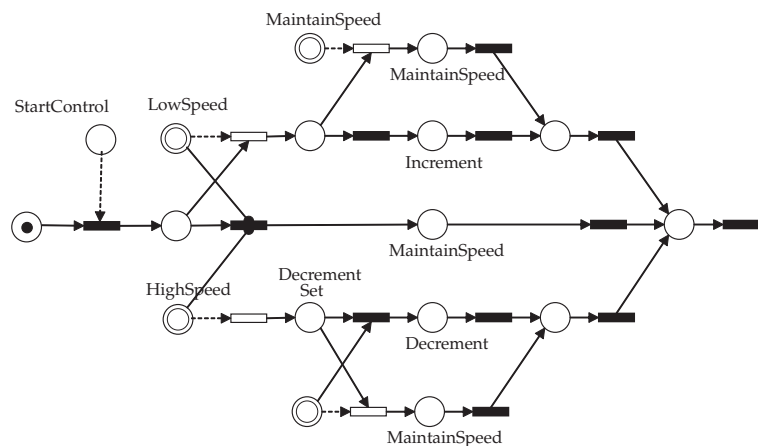 MaintainSpeed
MaintainSpeed
StartControl
LowSpeed
Increment
MaintainSpeed
HighSpeed
Decrement
Set
Decrement
MaintainSpeed